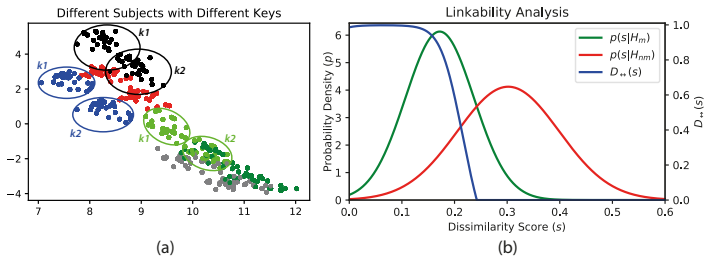 Different Subjects with Different Keys
k1
k2
k1
k2
k1
k2
4
2
0
−2
−4
7
8
9
10
11
12
(a)
Linkability Analysis
p(s|Hm)
p(s|Hnm)
D↔(s)
Probability Density (p)
6
5
4
3
2
1
0
0.0
0.1
0.2
0.3
0.4
0.5
0.6
Dissimilarity Score (s)
1.0
0.8
0.6
0.4
0.2
0.0
D↔(s)
(b)